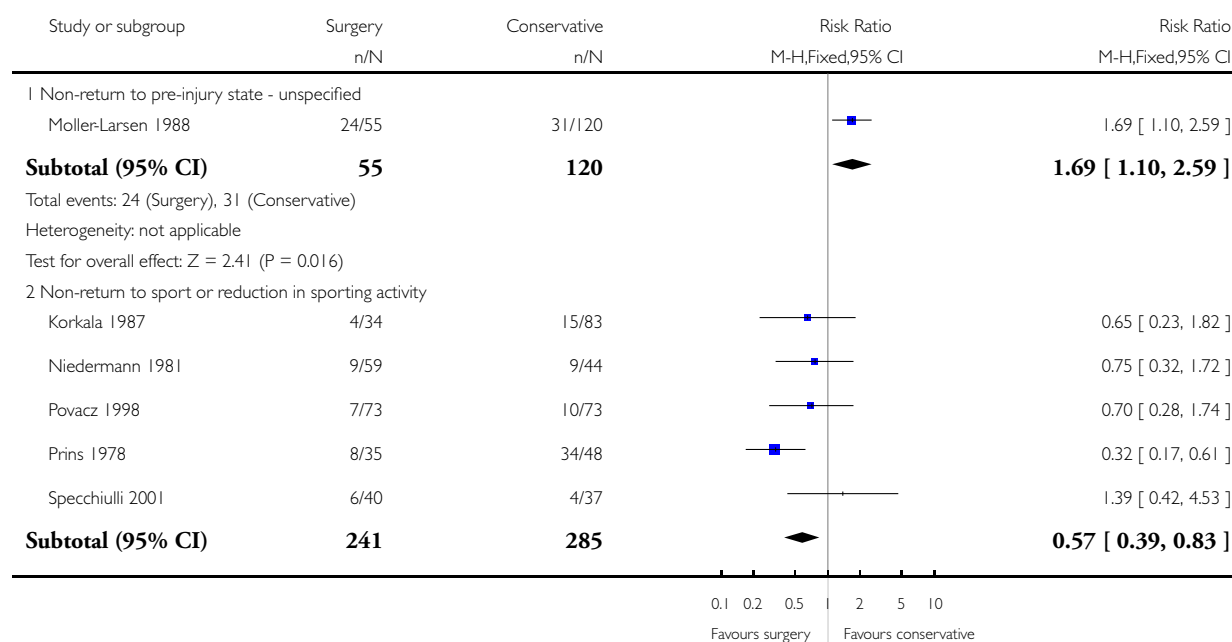 Study or subgroup Surgery Conservative Risk Ratio Risk Ratio
n/N n/N M-H,Fixed,95% CI M-H,Fixed,95% CI
1 Non-return to pre-injury state - unspecified
Moller-Larsen 1988 24/55 31/120 1.69 [ 1.10, 2.59 ]
Subtotal (95% CI) 55 120 1.69 [ 1.10, 2.59 ]
Total events: 24 (Surgery), 31 (Conservative)
Heterogeneity: not applicable
Test for overall effect: Z = 2.41 (P = 0.016)
2 Non-return to sport or reduction in sporting activity
Korkala 1987 4/34 15/83 0.65 [ 0.23, 1.82 ]
Niedermann 1981 9/59 9/44 0.75 [ 0.32, 1.72 ]
Povacz 1998 7/73 10/73 0.70 [ 0.28, 1.74 ]
Prins 1978 8/35 34/48 0.32 [ 0.17, 0.61 ]
Specchiulli 2001 6/40 4/37 1.39 [ 0.42, 4.53 ]
Subtotal (95% CI) 241 285 0.57 [ 0.39, 0.83 ]
0.1 0.2 0.5 1 2 5 10
Favours surgery Favours conservative